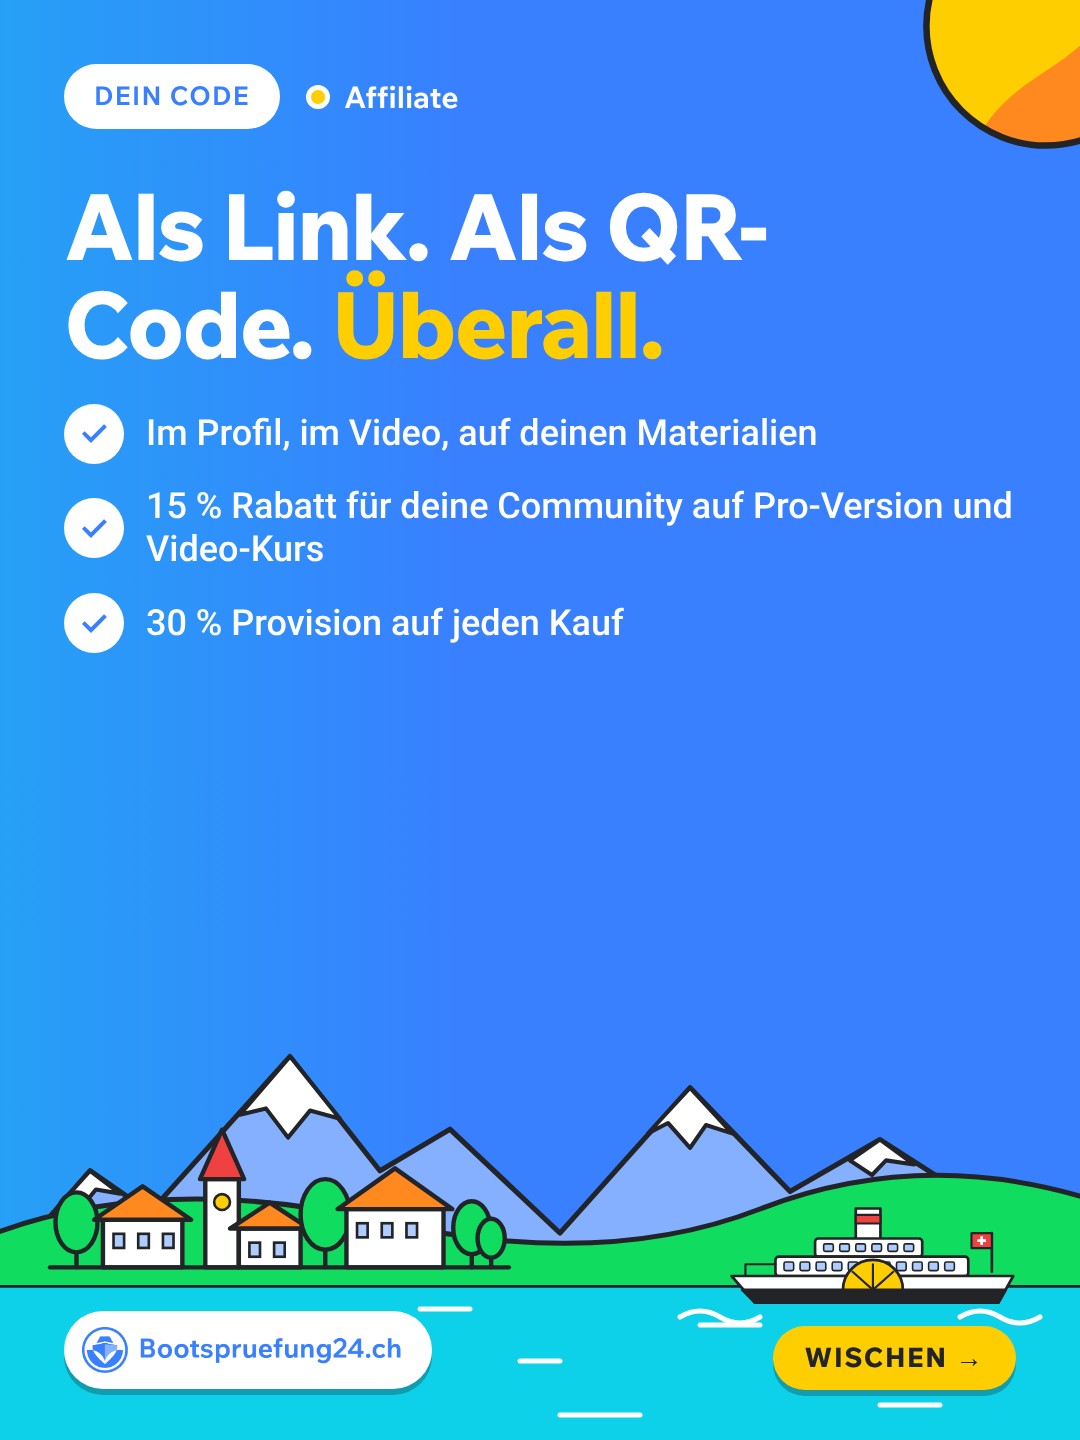 DEIN CODE
Affiliate
Als Link. Als QR-
Code. Überall.
Im Profil, im Video, auf deinen Materialien
15 % Rabatt für deine Community auf Pro-Version und
Video-Kurs
30 % Provision auf jeden Kauf
Bootspruefung24.ch
WISCHEN →